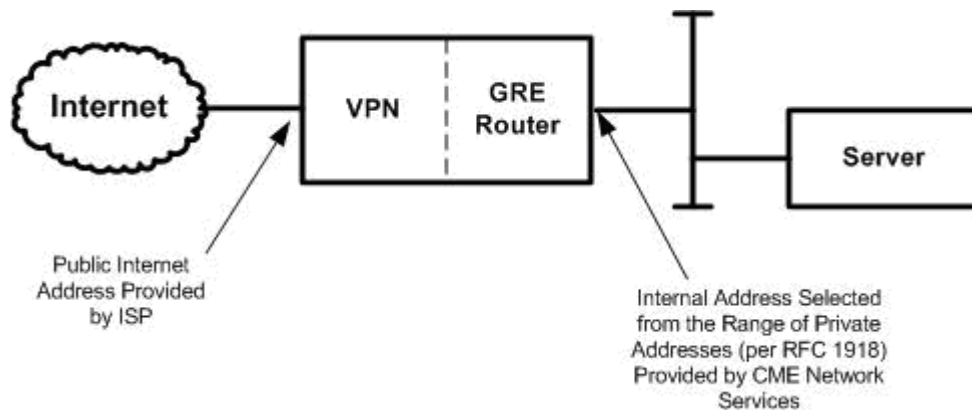 Internet
VPN
GRE
Router
Server
Public Internet
Address Provided
by ISP
Internal Address Selected
from the Range of Private
Addresses (per RFC 1918)
Provided by CME Network
Services